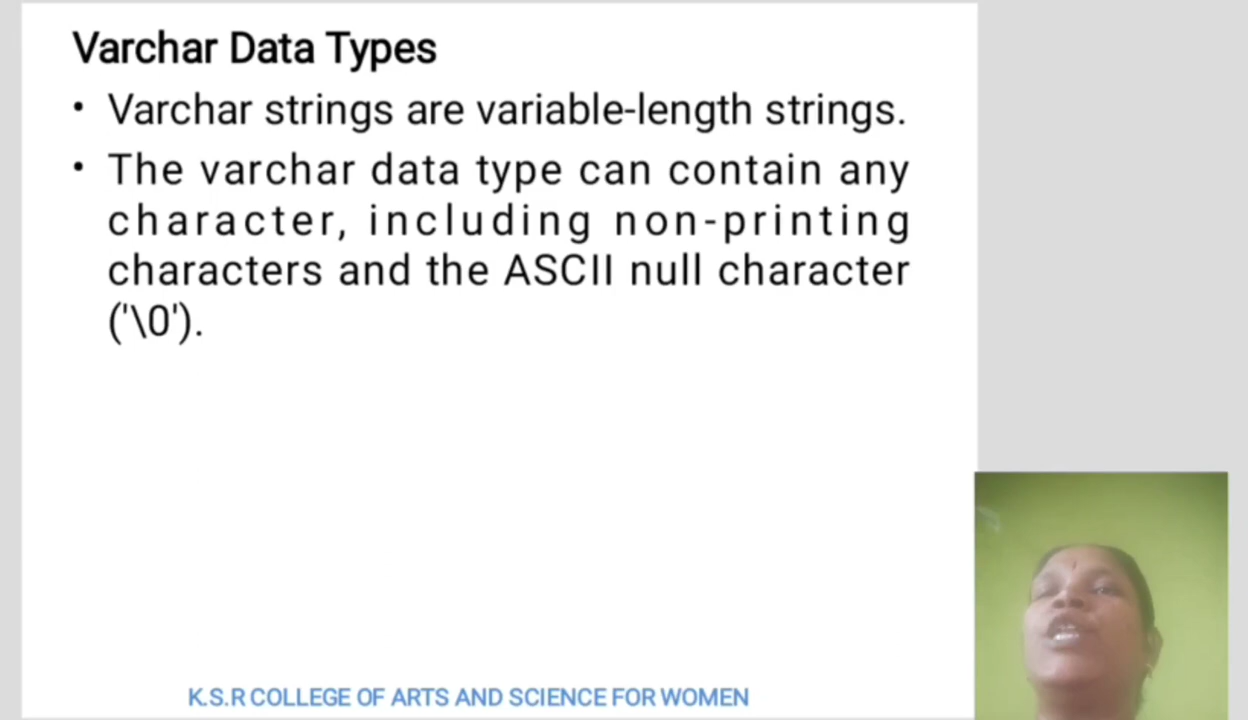 Varchar Data Types
• Varchar strings are variable-length strings.
• The varchar data type can contain any
character, including non-printing
characters and the ASCII null character
('\0').
K.S.R COLLEGE OF ARTS AND SCIENCE FOR WOMEN